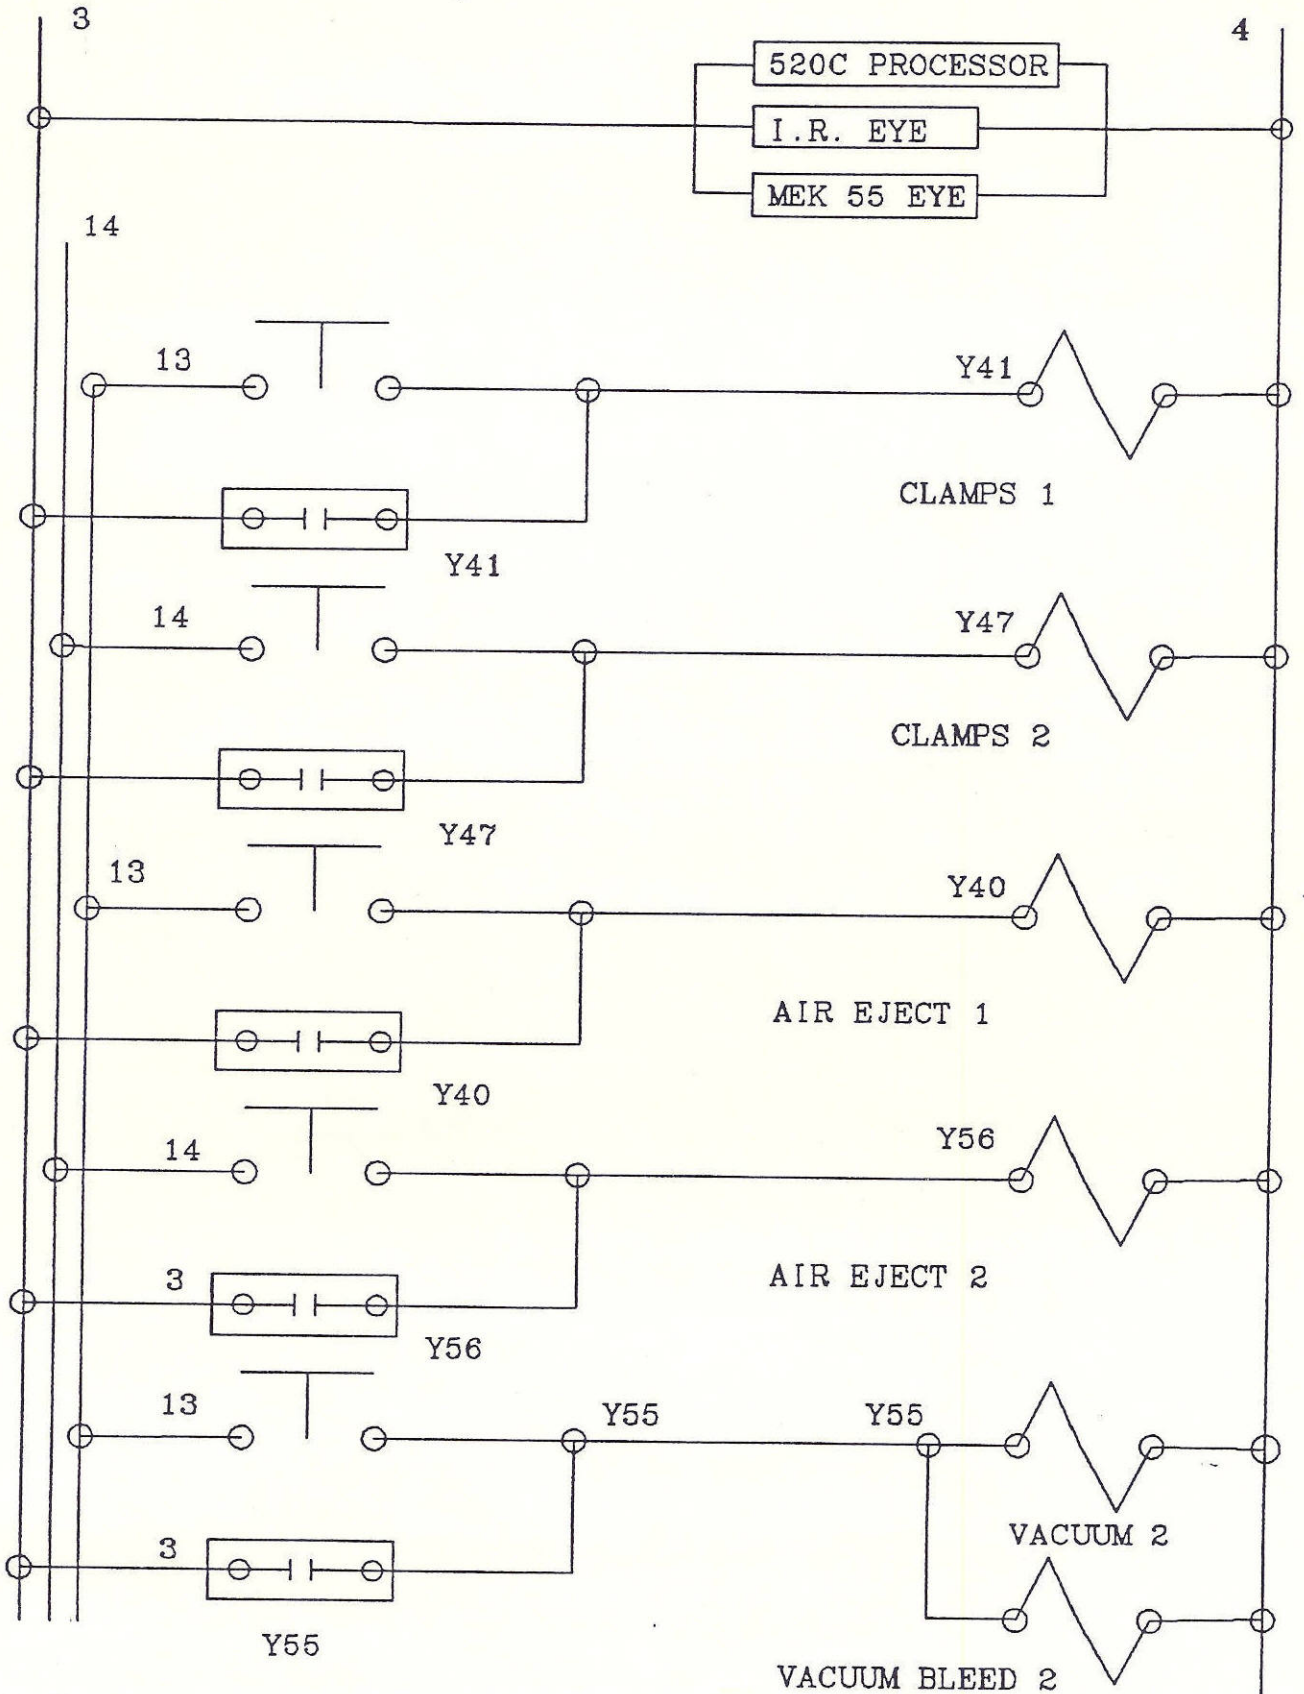 3
4
520C PROCESSOR
I.R. EYE
MEK 55 EYE
14
13
Y41
CLAMPS 1
Y41
14
Y47
CLAMPS 2
Y47
13
Y40
AIR EJECT 1
Y40
14
Y56
AIR EJECT 2
3
Y56
13
Y55
Y55
VACUUM 2
3
Y55
VACUUM BLEED 2